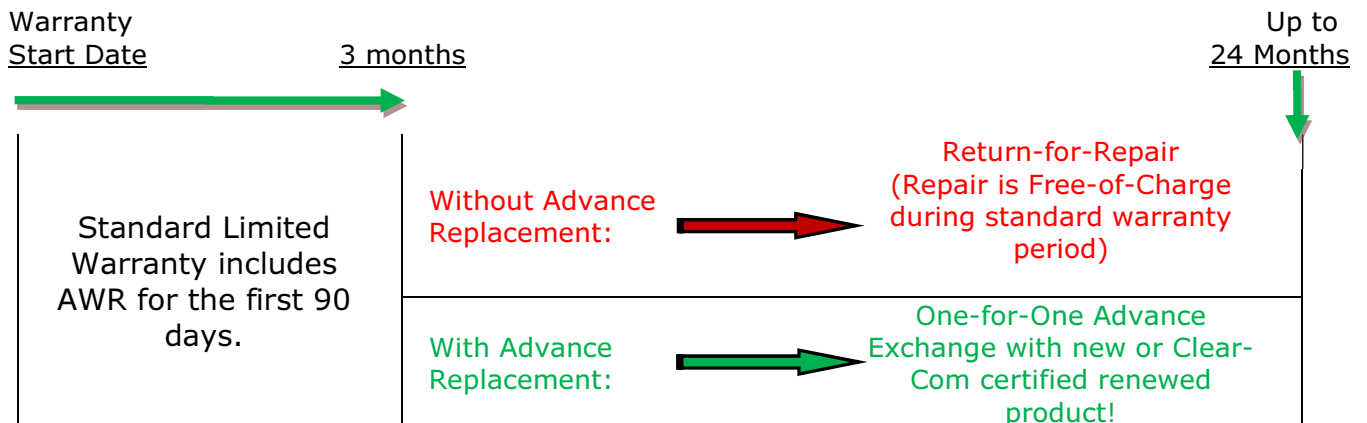 Warranty
Start Date
3 months
Up to
24 Months
Standard Limited
Warranty includes
AWR for the first 90
days.
Without Advance
Replacement:
Return-for-Repair
(Repair is Free-of-Charge
during standard warranty
period)
With Advance
Replacement:
One-for-One Advance
Exchange with new or Clear-
Com certified renewed
product!